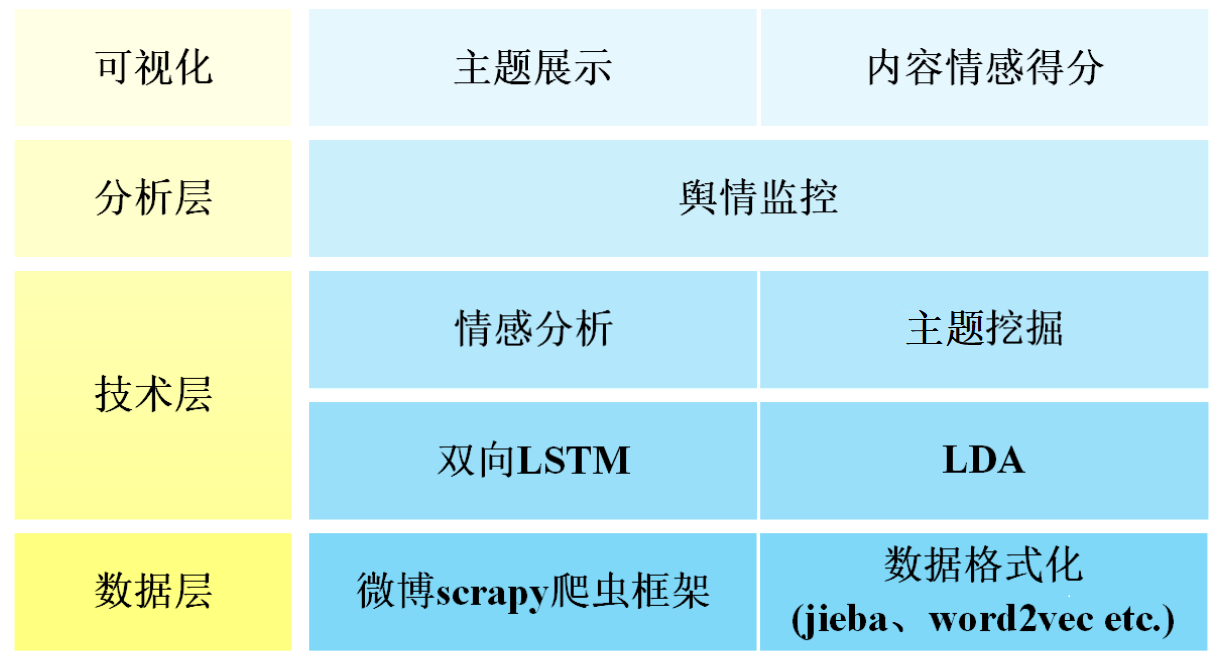 可视化
主题展示
内容情感得分
分析层
舆情监控
技术层
情感分析
主题挖掘
双向LSTM
LDA
数据层
微博scrapy爬虫框架
数据格式化
(jieba、word2vec etc.)